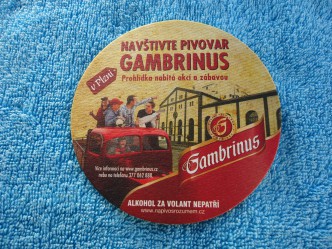 NAVŠTIVTE PIVOVAR
GAMBRINUS
Prohlídka nabitá akcí a zábavou
v Plzni
G
Gambrinus
Více informací na www.gambrinus.cz
nebo na telefonu 377 062 888.
ALKOHOL ZA VOLANT NEPATŘÍ
www.napivosrozumem.cz